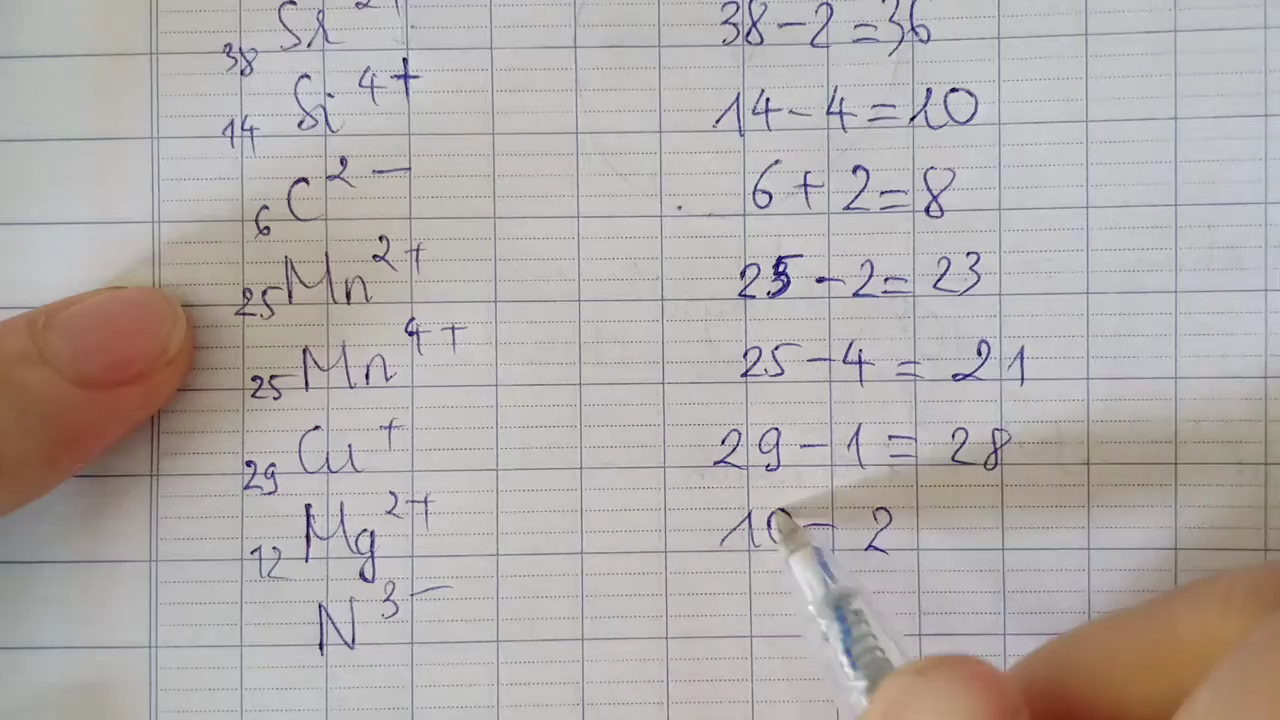 38 Sr 2+ 38 - 2 = 36
14 Si 4+ 14 - 4 = 10
6 C 2- 6 + 2 = 8
25 Mn 2+ 25 - 2 = 23
25 Mn 4+ 25 - 4 = 21
29 Cu + 29 - 1 = 28
12 Mg 2+ 10 - 2
N 3-